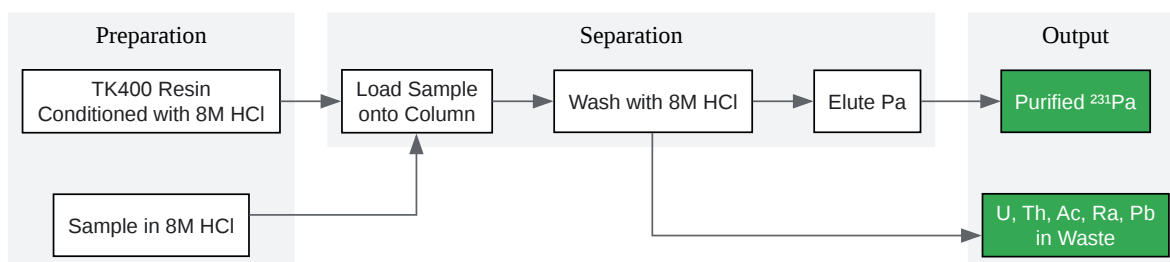 Preparation
Separation
Output
TK400 Resin
Conditioned with 8M HCl
Load Sample
onto Column
Wash with 8M HCl
Elute Pa
Purified ²³¹Pa
Sample in 8M HCl
U, Th, Ac, Ra, Pb
in Waste